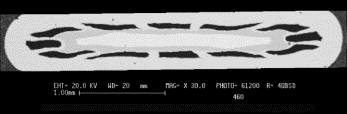 EHT= 20.0 KV   WD= 20   mm   MAG= X 30.0   PHOTO= 61200   R= 4QBSD
1.00mm
460